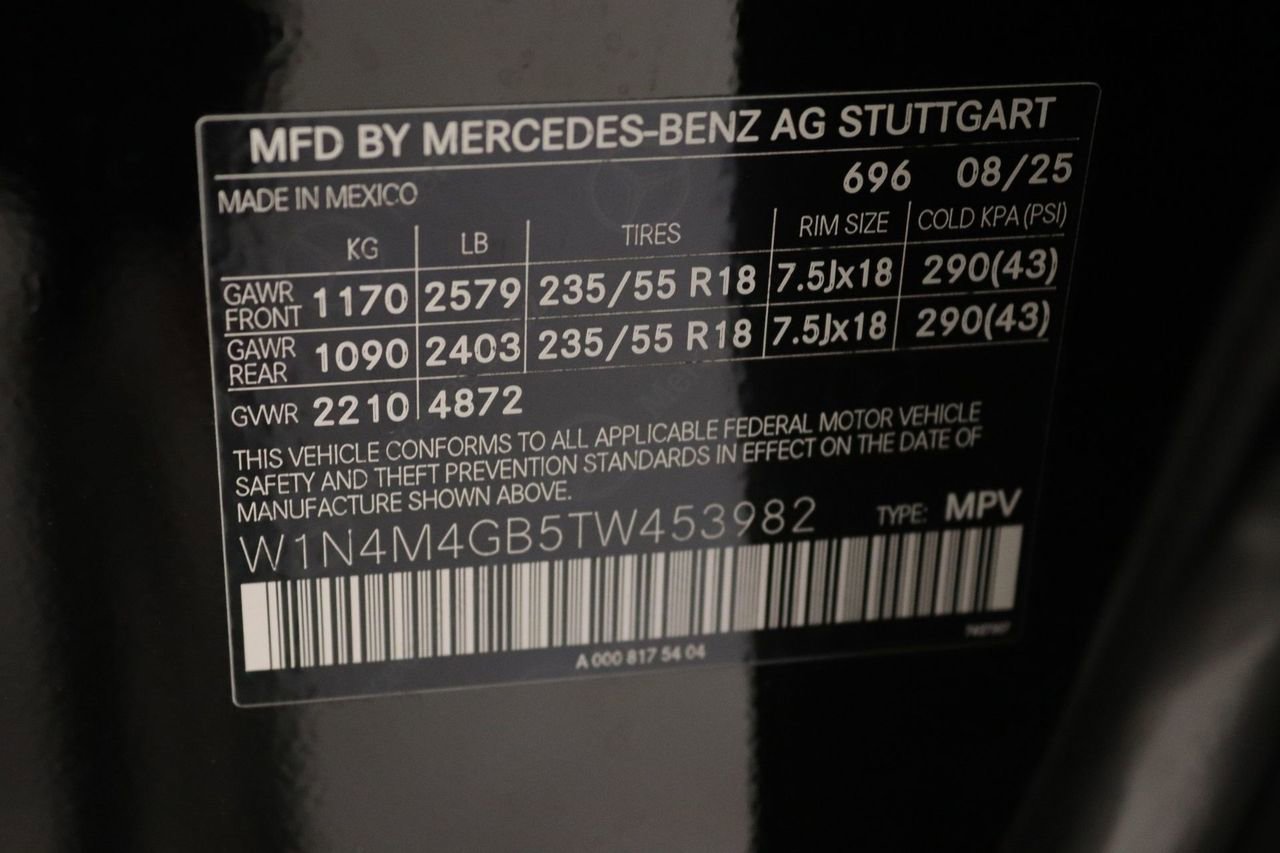 MFD BY MERCEDES-BENZ AG STUTTGART
MADE IN MEXICO 696 08/25
KG LB TIRES RIM SIZE COLD KPA (PSI)
GAWR FRONT 1170 2579 235/55 R18 7.5Jx18 290(43)
GAWR REAR 1090 2403 235/55 R18 7.5Jx18 290(43)
GVWR 2210 4872
THIS VEHICLE CONFORMS TO ALL APPLICABLE FEDERAL MOTOR VEHICLE
SAFETY AND THEFT PREVENTION STANDARDS IN EFFECT ON THE DATE OF
MANUFACTURE SHOWN ABOVE.
W1N4M4GB5TW453982 TYPE: MPV
A 000 817 54 04